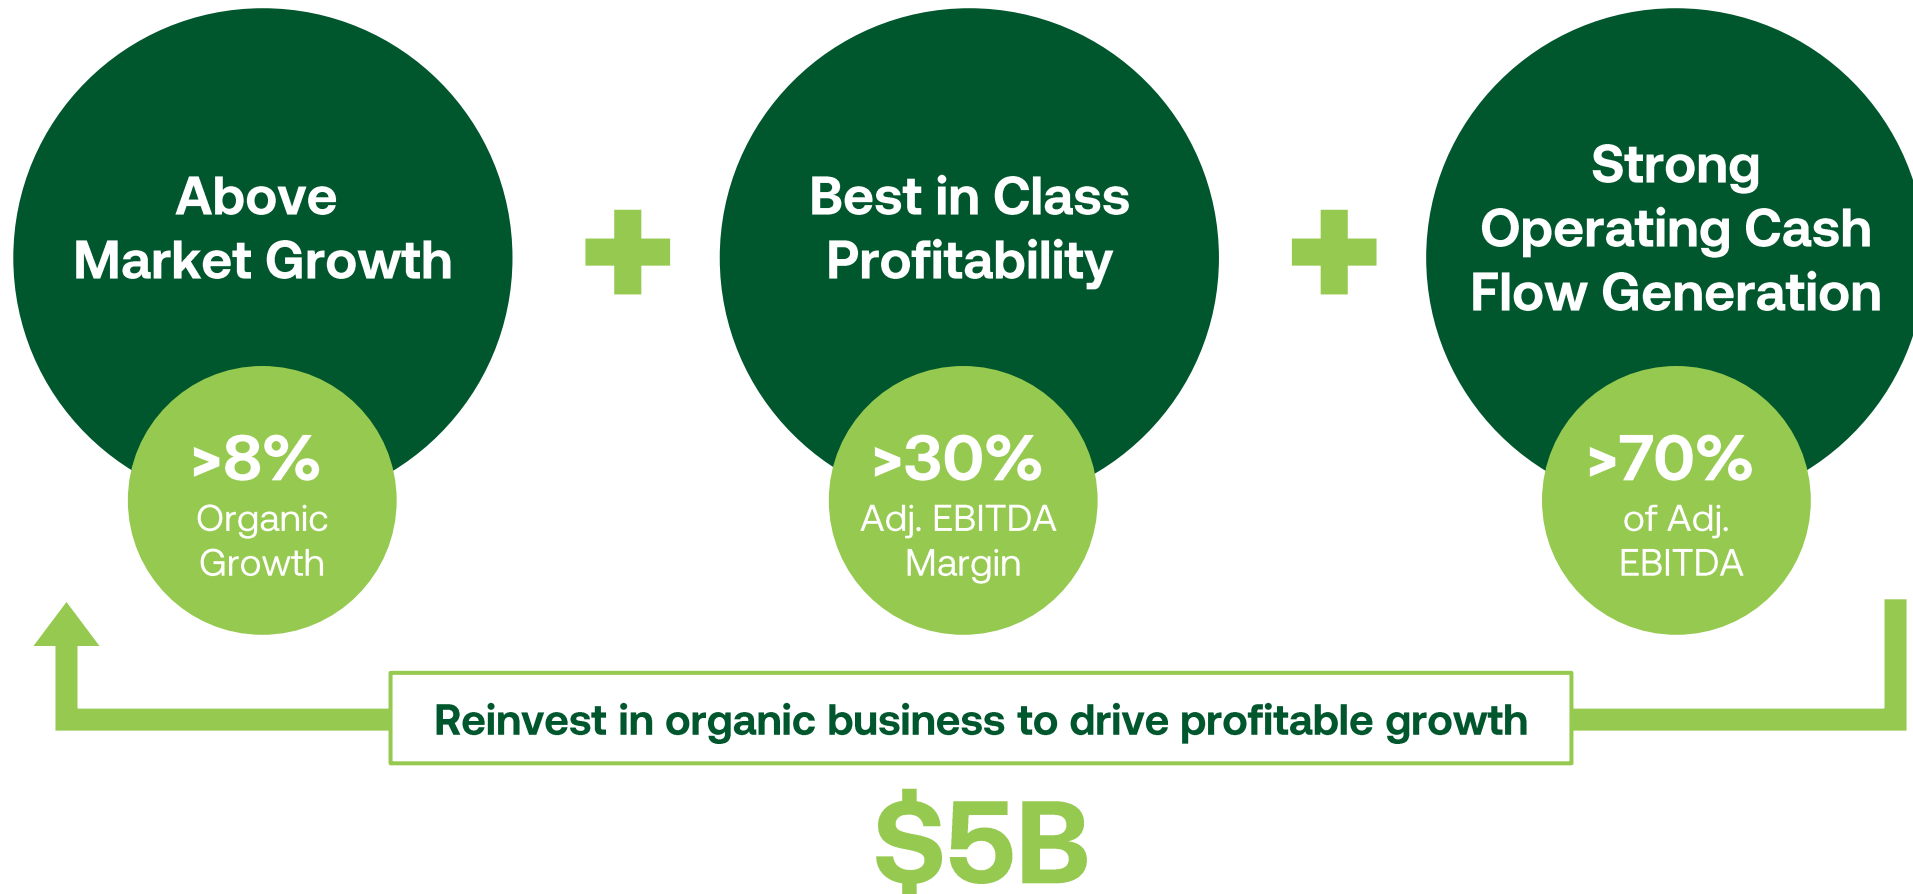 Above
Market Growth
>8%
Organic
Growth
Best in Class
Profitability
>30%
Adj. EBITDA
Margin
Strong
Operating Cash
Flow Generation
>70%
of Adj.
EBITDA
Reinvest in organic business to drive profitable growth
$5B